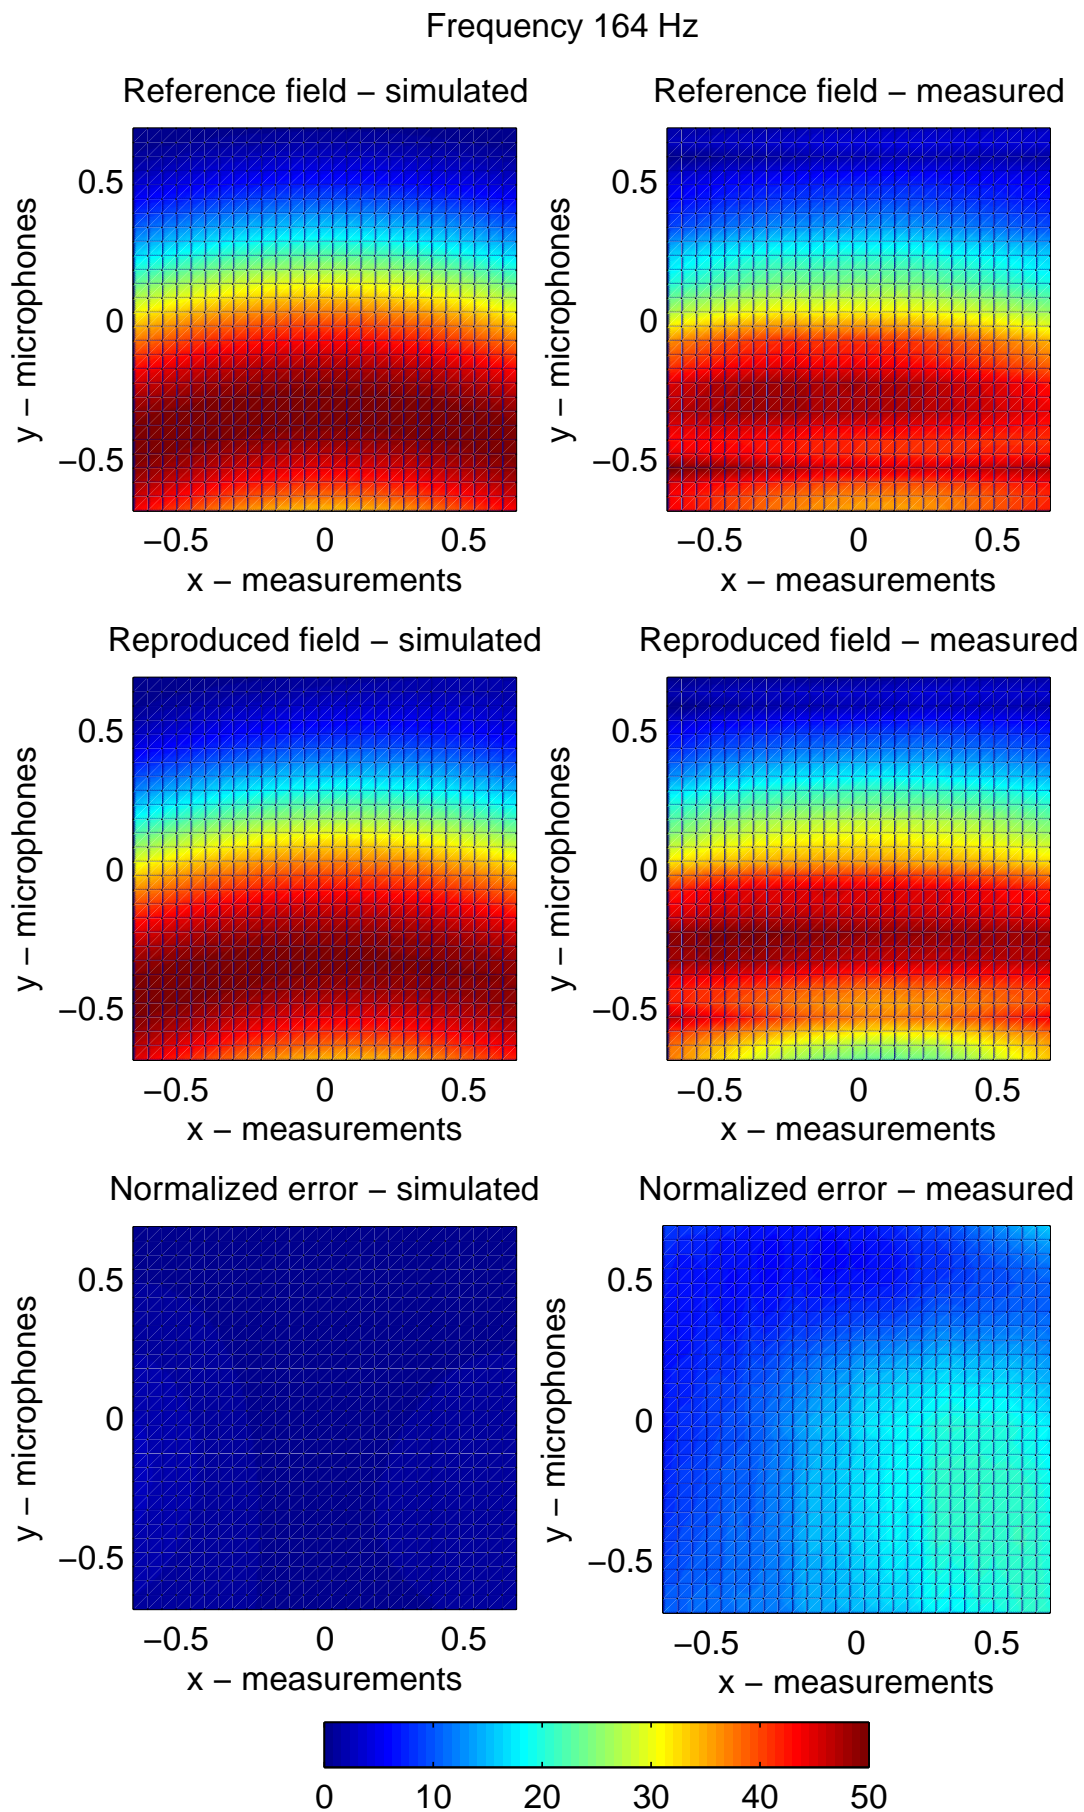 Frequency 164 Hz
Reference field – simulated
Reference field – measured
y – microphones
0.5
0
−0.5
−0.5 0 0.5
x – measurements
y – microphones
0.5
0
−0.5
−0.5 0 0.5
x – measurements
Reproduced field – simulated
Reproduced field – measured
y – microphones
0.5
0
−0.5
−0.5 0 0.5
x – measurements
y – microphones
0.5
0
−0.5
−0.5 0 0.5
x – measurements
Normalized error – simulated
Normalized error – measured
y – microphones
0.5
0
−0.5
−0.5 0 0.5
x – measurements
y – microphones
0.5
0
−0.5
−0.5 0 0.5
x – measurements
0 10 20 30 40 50